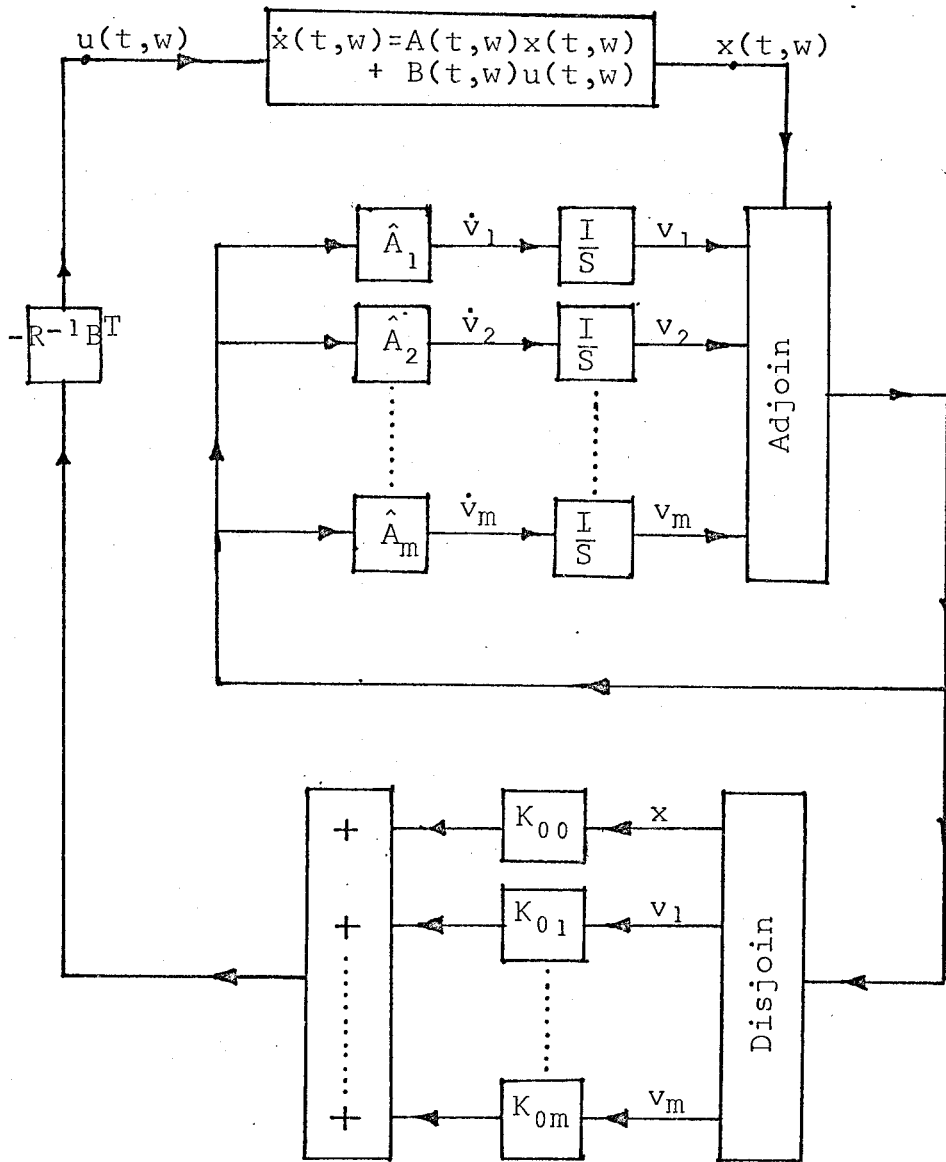 u(t,w)
ẋ(t,w)=A(t,w)x(t,w)
+ B(t,w)u(t,w)
x(t,w)
Â₁ v̇₁ I/S v₁
Â₂ v̇₂ I/S v₂
Âₘ v̇ₘ I/S vₘ
Adjoin
-R⁻¹Bᵀ
+ K₀₀ x
+ K₀₁ v₁
+ K₀ₘ vₘ
Disjoin